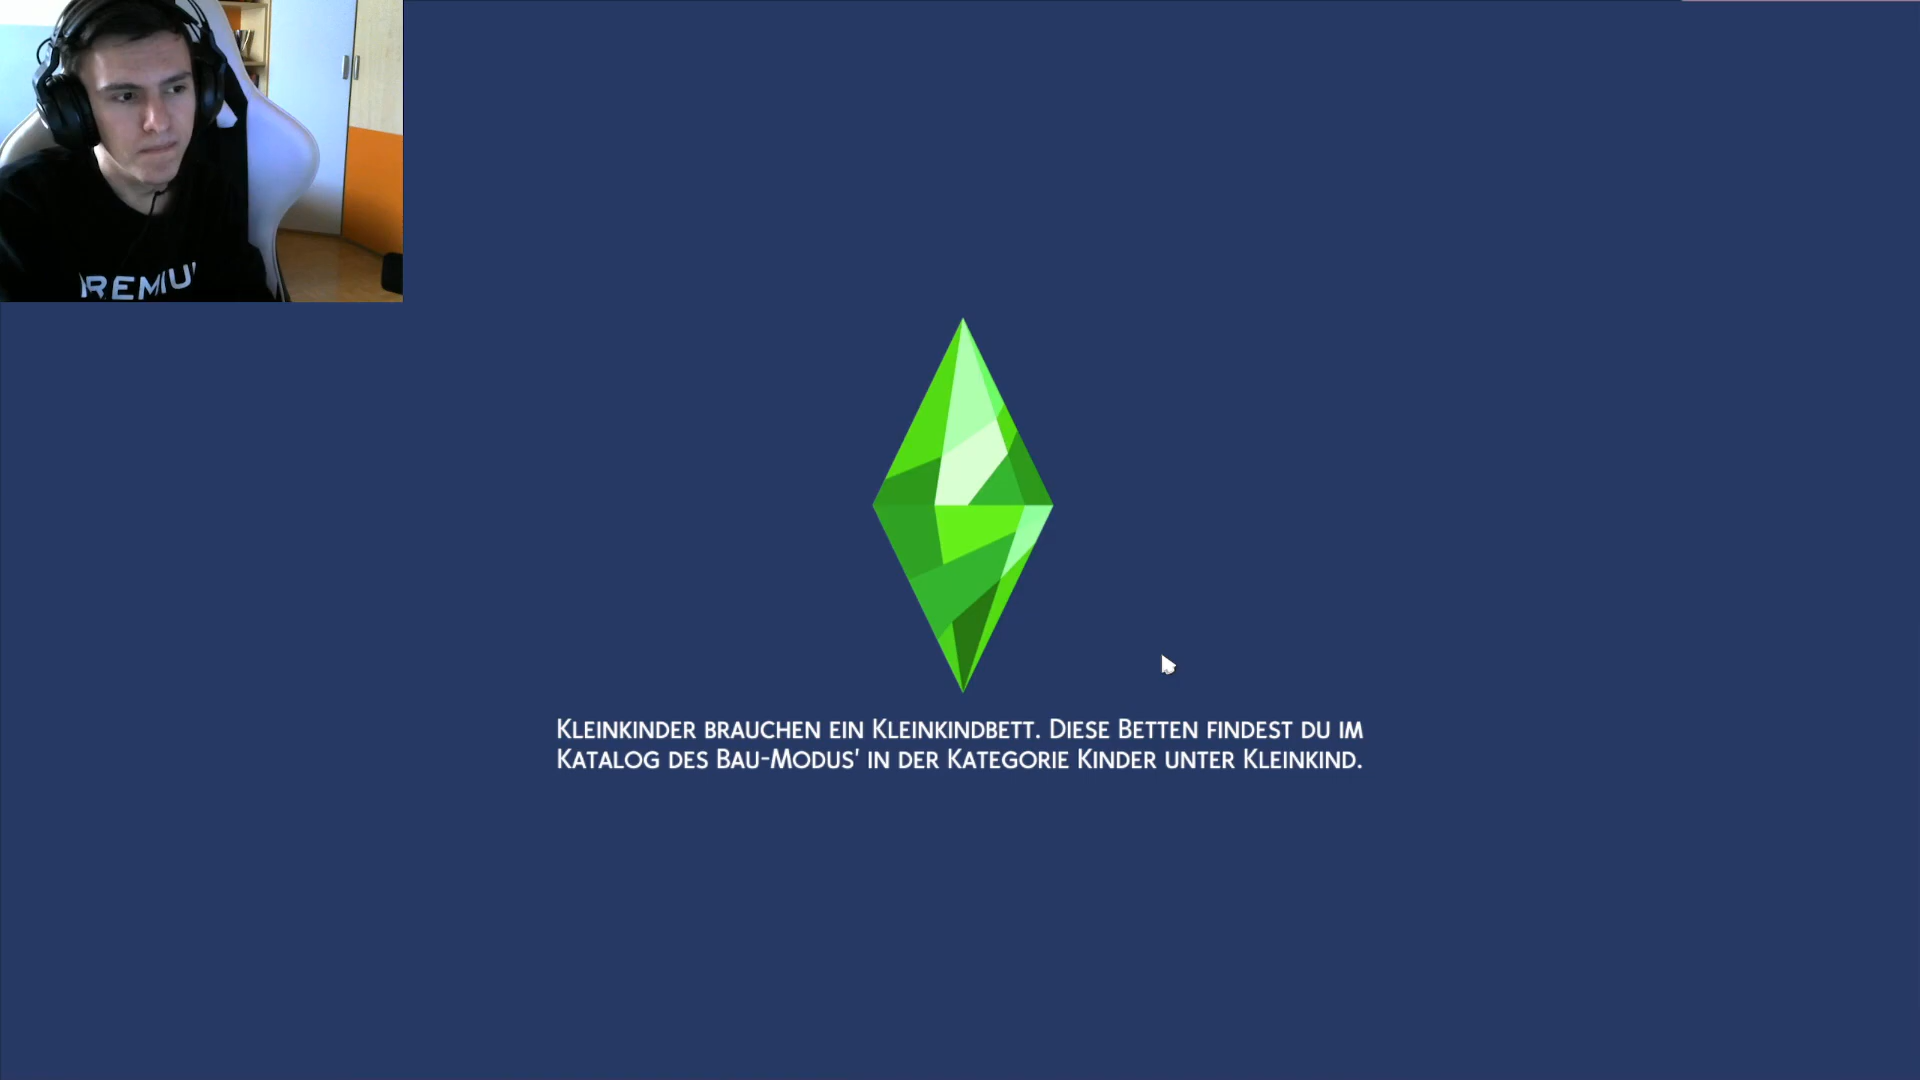 KLEINKINDER BRAUCHEN EIN KLEINKINDBETT. DIESE BETTEN FINDEST DU IM
KATALOG DES BAU-MODUS' IN DER KATEGORIE KINDER UNTER KLEINKIND.